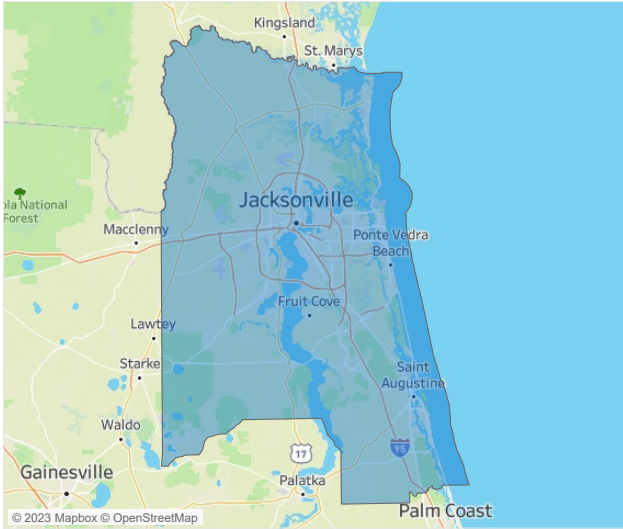 Kingsland
St. Marys
Jacksonville
ola National
Forest
Macclenny
Ponte Vedra
Beach
Fruit Cove
Lawtey
Starke
Saint
Augustine
Waldo
17
95
Gainesville
Palatka
Palm Coast
© 2023 Mapbox © OpenStreetMap